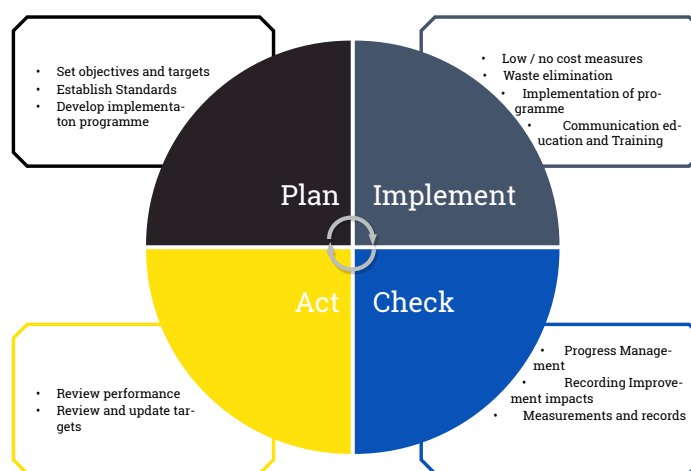 • Set objectives and targets
• Establish Standards
• Develop implementa-
ton programme
• Low / no cost measures
• Waste elimination
• Implementation of pro-
gramme
• Communication ed-
ucation and Training
Plan
Implement
Act
Check
• Review performance
• Review and update tar-
gets
• Progress Manage-
ment
• Recording Improve-
ment impacts
• Measurements and records